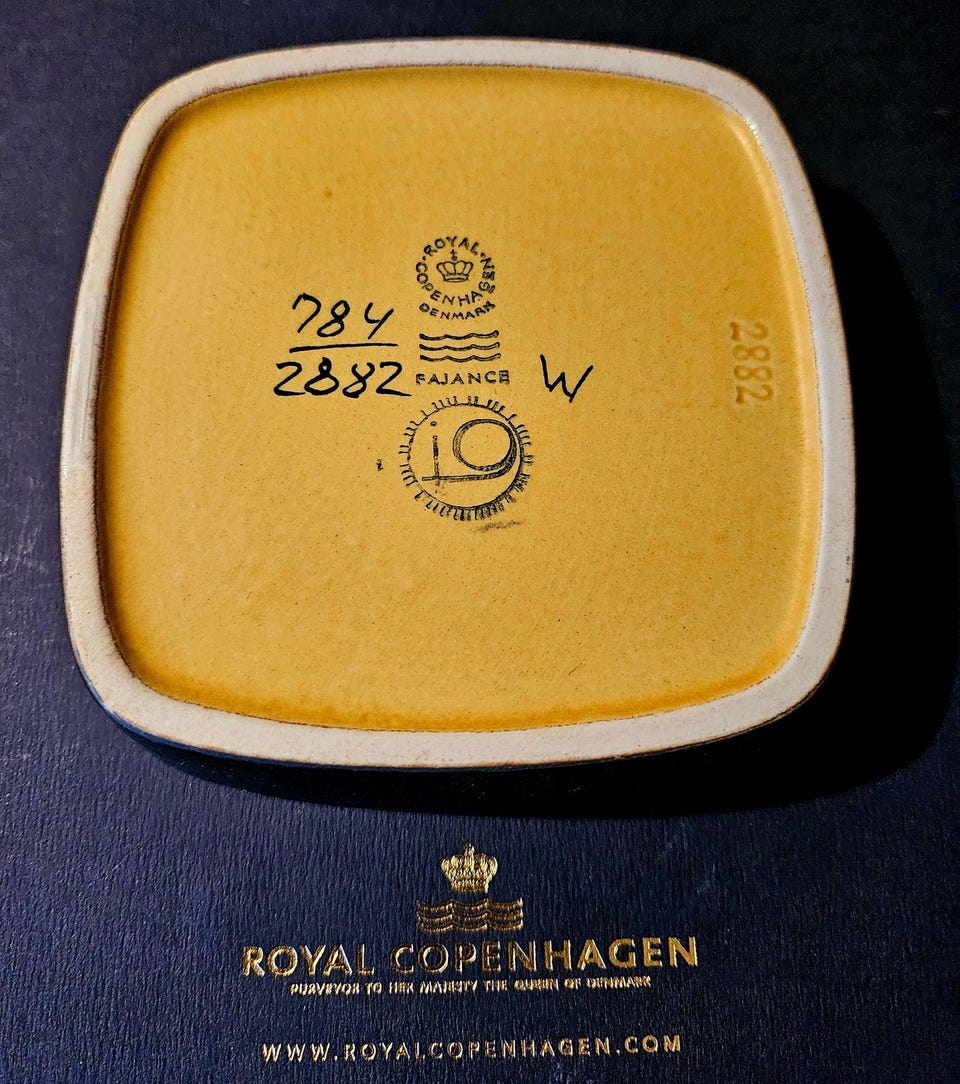 ROYAL COPENHAGEN
DENMARK
784
2882
FAJANCE
W
2882
ROYAL COPENHAGEN
PURVEYOR TO HER MAJESTY THE QUEEN OF DENMARK
WWW.ROYALCOPENHAGEN.COM